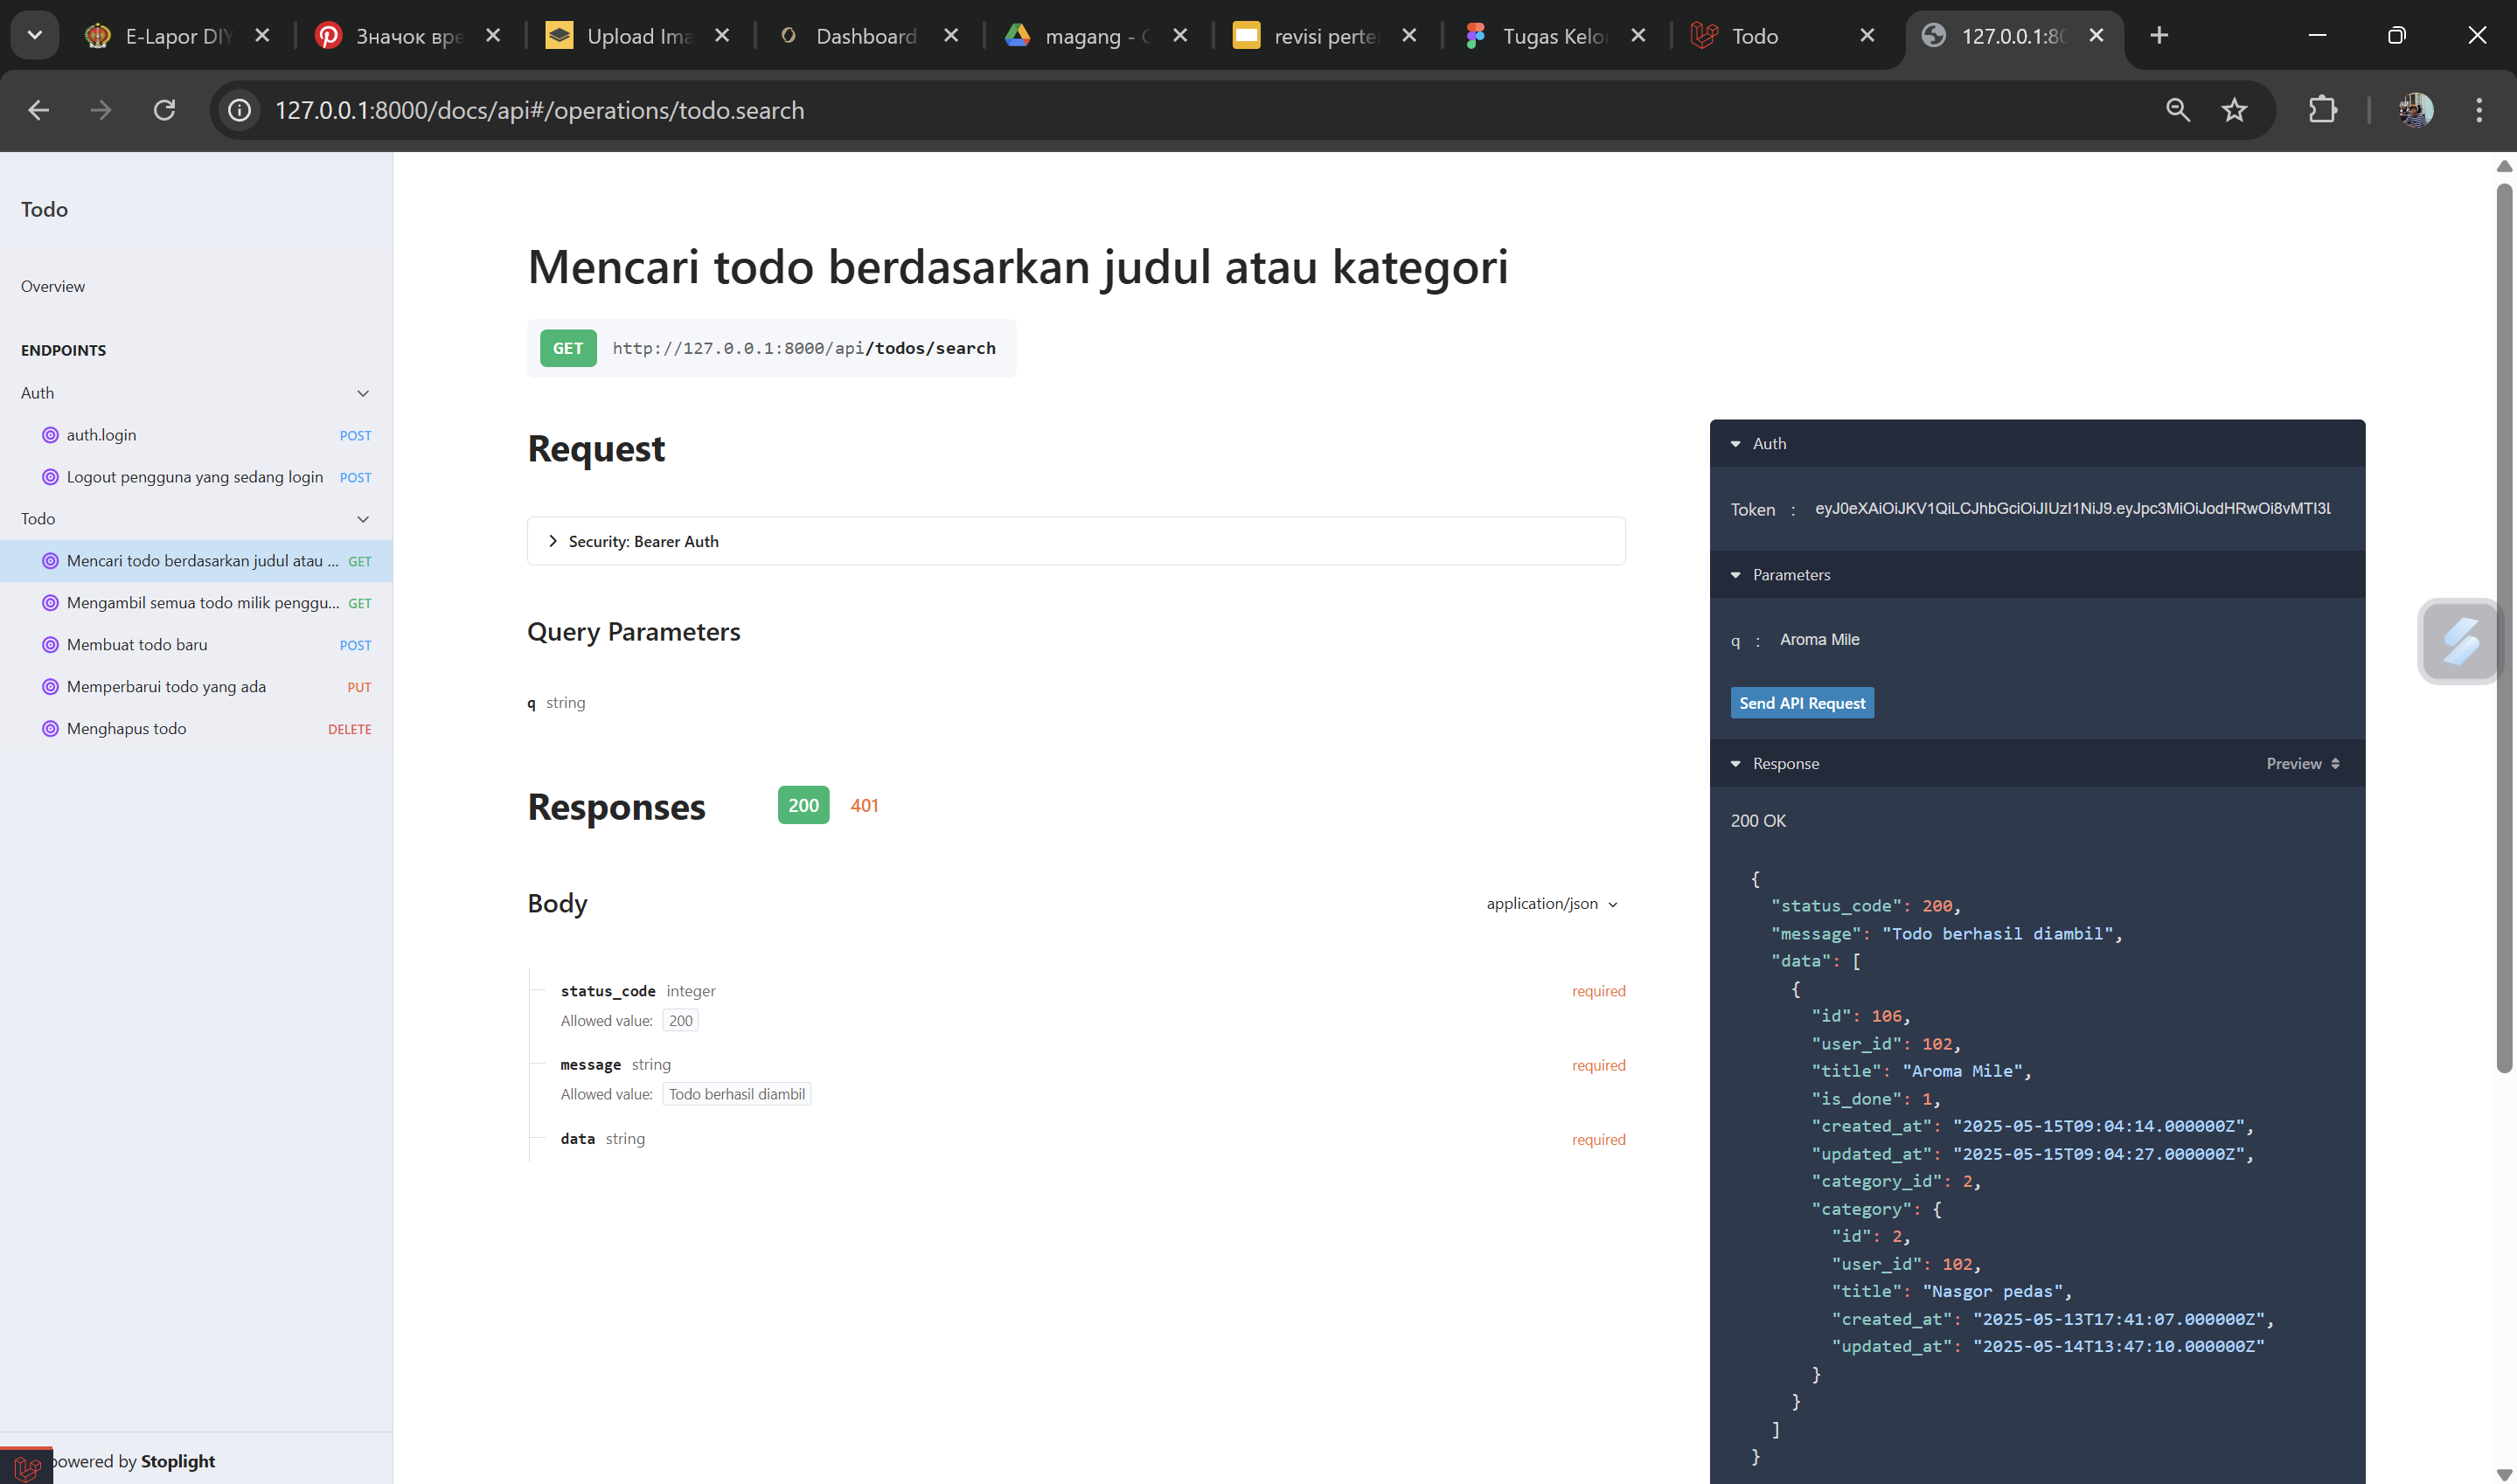 E-Lapor DIY
Значок вре
Upload Ima
Dashboard
magang - G
revisi perte
Tugas Kelo
Todo
127.0.0.1:80
127.0.0.1:8000/docs/api#/operations/todo.search
Todo
Overview
ENDPOINTS
Auth
auth.login POST
Logout pengguna yang sedang login POST
Todo
Mencari todo berdasarkan judul atau ... GET
Mengambil semua todo milik penggu... GET
Membuat todo baru POST
Memperbarui todo yang ada PUT
Menghapus todo DELETE
powered by Stoplight
Mencari todo berdasarkan judul atau kategori
GET http://127.0.0.1:8000/api/todos/search
Request
Security: Bearer Auth
Query Parameters
q string
Responses 200 401
Body application/json
status_code integer required
Allowed value: 200
message string required
Allowed value: Todo berhasil diambil
data string required
Auth
Token : eyJ0eXAiOiJKV1QiLCJhbGciOiJIUzI1NiJ9.eyJpc3MiOiJodHRwOi8vMTI3L
Parameters
q : Aroma Mile
Send API Request
Response Preview
200 OK
{
"status_code": 200,
"message": "Todo berhasil diambil",
"data": [
{
"id": 106,
"user_id": 102,
"title": "Aroma Mile",
"is_done": 1,
"created_at": "2025-05-15T09:04:14.000000Z",
"updated_at": "2025-05-15T09:04:27.000000Z",
"category_id": 2,
"category": {
"id": 2,
"user_id": 102,
"title": "Nasgor pedas",
"created_at": "2025-05-13T17:41:07.000000Z",
"updated_at": "2025-05-14T13:47:10.000000Z"
}
}
]
}